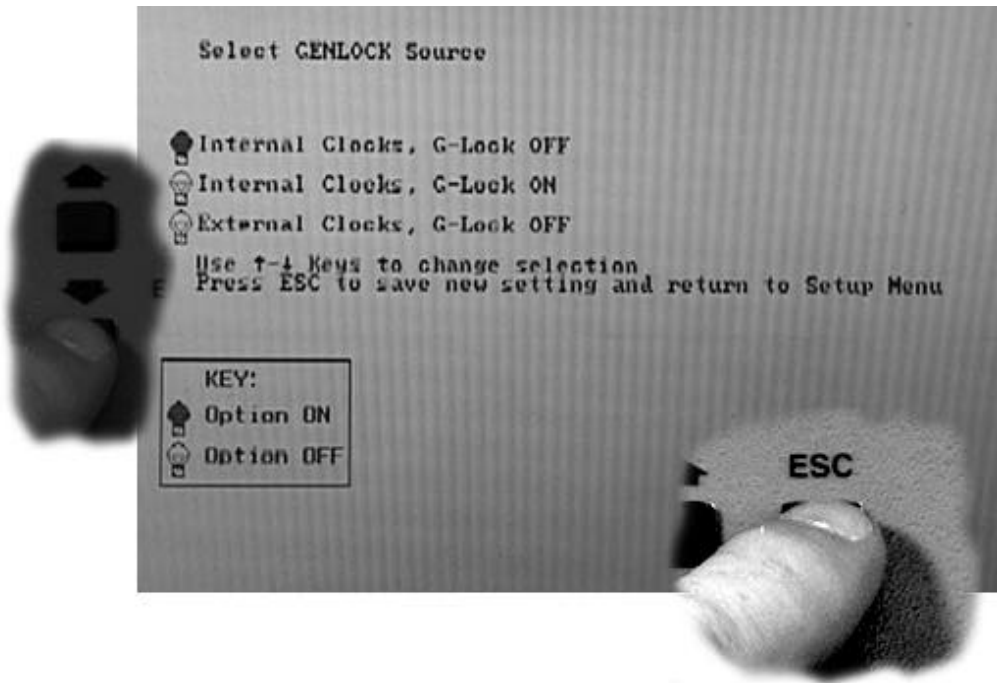 Select GENLOCK Source
Internal Clocks, G-Lock OFF
Internal Clocks, G-Lock ON
External Clocks, G-Lock OFF
Use ↑-↓ Keys to change selection
Press ESC to save new setting and return to Setup Menu
KEY:
Option ON
Option OFF
ESC